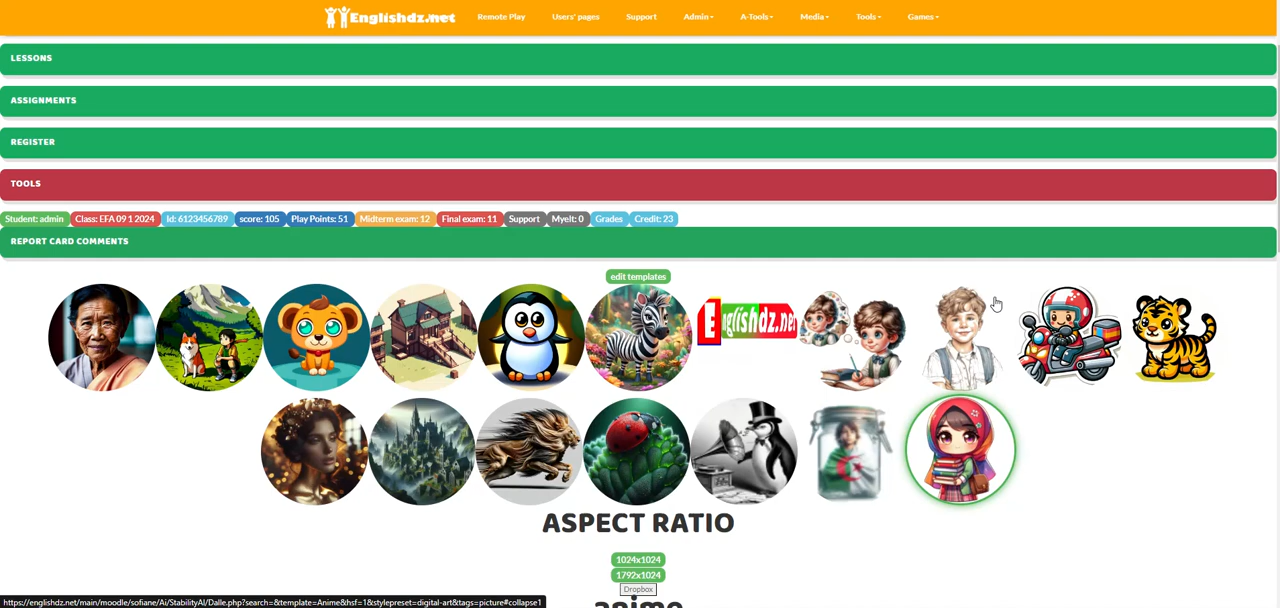 Englishdz.net Remote Play Users' pages Support Admin A-Tools Media Tools Games
LESSONS
ASSIGNMENTS
REGISTER
TOOLS
Student: admin Class: EFA 09 1 2024 Id: 6123456789 score: 105 Play Points: 51 Midterm exam: 12 Final exam: 11 Support Myelt: 0 Grades Credit: 23
REPORT CARD COMMENTS
edit templates
Englishdz.net
ASPECT RATIO
1024x1024
1792x1024
Dropbox
anime
https://englishdz.net/main/moodle/sofiane/Ai/StabilityAI/Dalle.php?search=&template=Anime&hsf=1&stylepreset=digital-art&tags=picture#collapse1